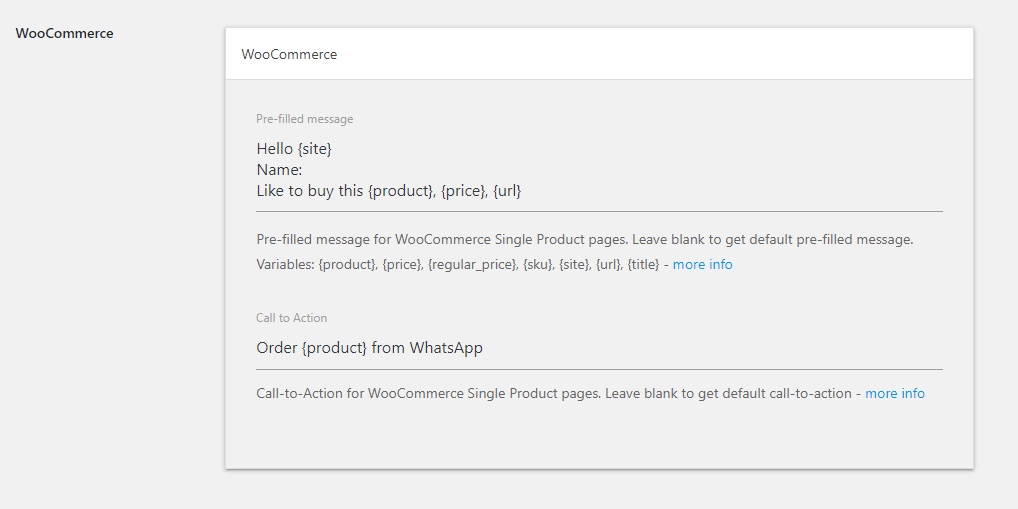 WooCommerce
WooCommerce
Pre-filled message
Hello {site}
Name:
Like to buy this {product}, {price}, {url}
Pre-filled message for WooCommerce Single Product pages. Leave blank to get default pre-filled message.
Variables: {product}, {price}, {regular_price}, {sku}, {site}, {url}, {title} - more info
Call to Action
Order {product} from WhatsApp
Call-to-Action for WooCommerce Single Product pages. Leave blank to get default call-to-action - more info